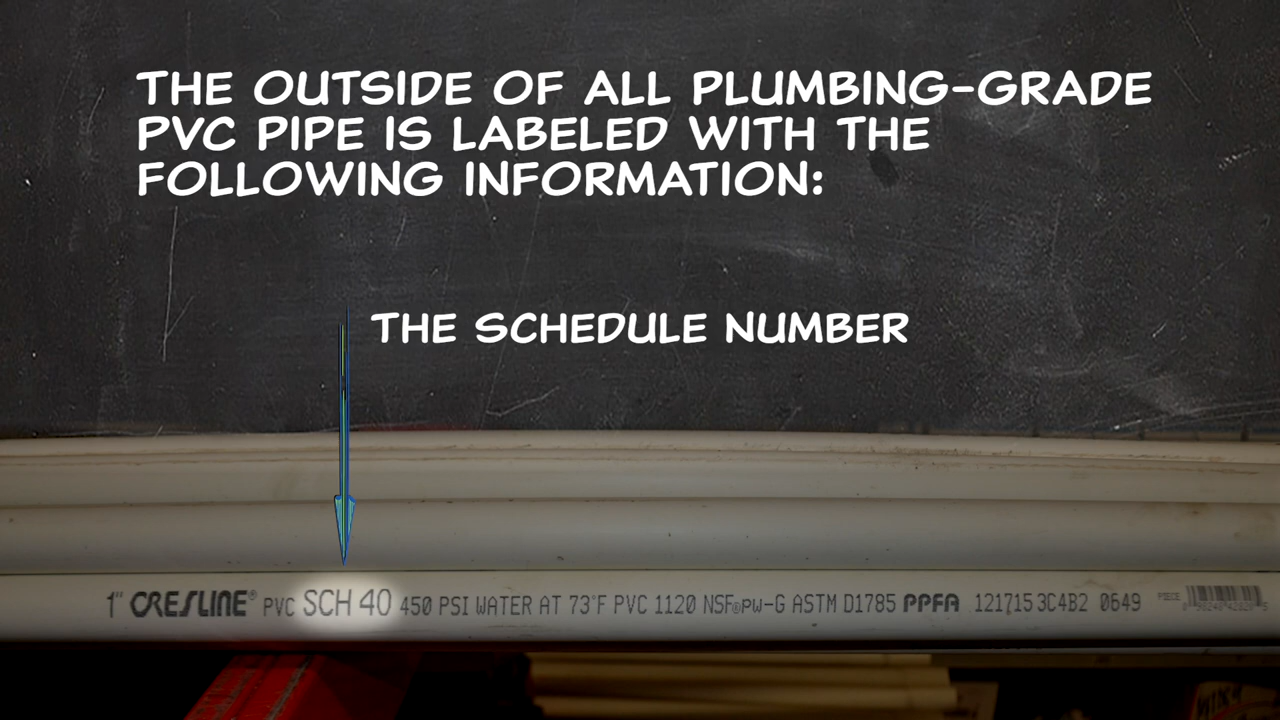 THE OUTSIDE OF ALL PLUMBING-GRADE
PVC PIPE IS LABELED WITH THE
FOLLOWING INFORMATION:
THE SCHEDULE NUMBER
1" CRESLINE® PVC SCH 40 450 PSI WATER AT 73°F PVC 1120 NSF®pw-G ASTM D1785 PPFA 121715 3C4B2 0649